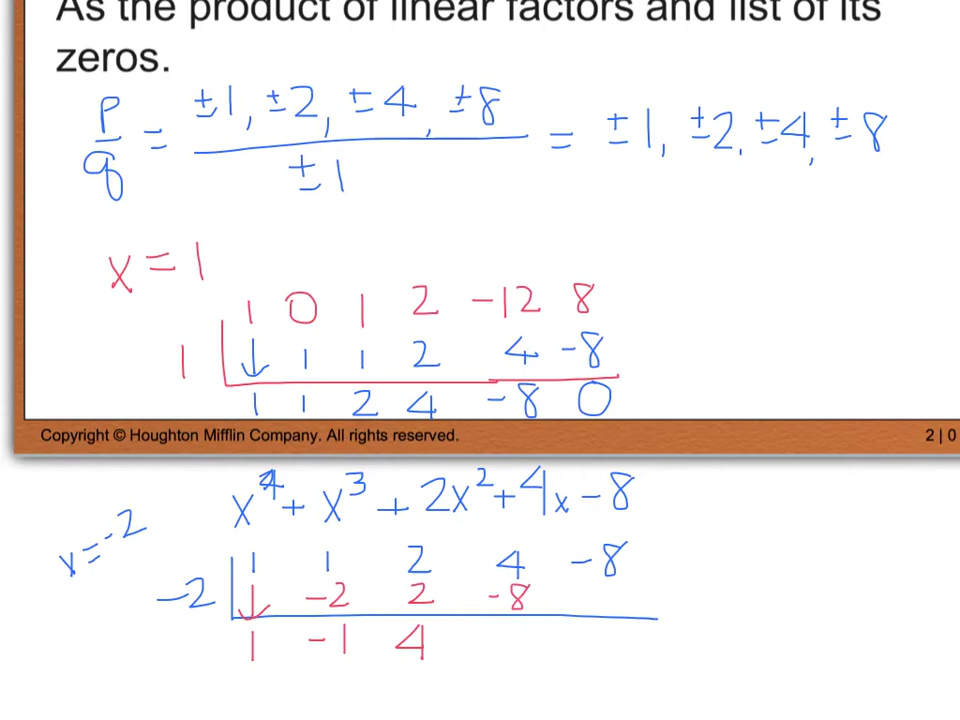 As the product of linear factors and list of its
zeros.
p/q = ±1, ±2, ±4, ±8 / ±1 = ±1, ±2, ±4, ±8
x = 1
1 0 1 2 -12 8
1 ↓ 1 1 2 4 -8
1 1 2 4 -8 0
Copyright © Houghton Mifflin Company. All rights reserved. 2 | 0
x⁴ + x³ + 2x² + 4x - 8
x = -2
1 1 2 4 -8
-2 ↓ -2 2 -8
1 -1 4